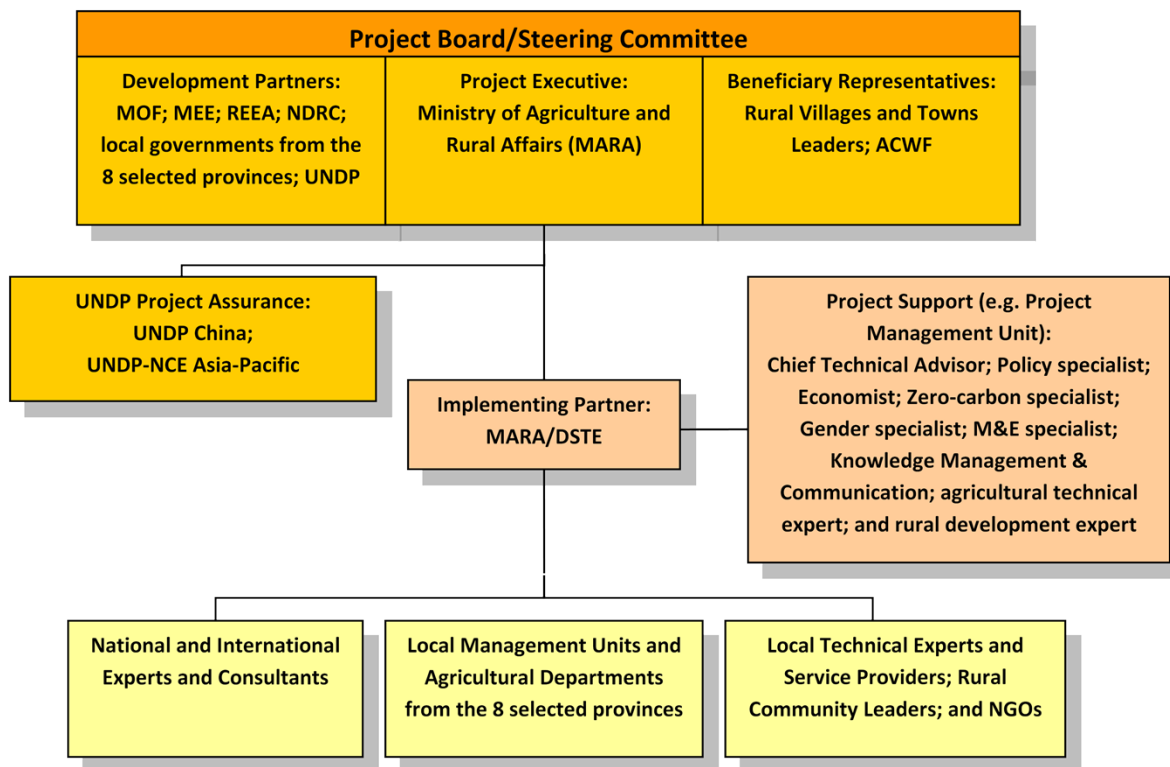 Project Board/Steering Committee
Development Partners:
MOF; MEE; REEA; NDRC;
local governments from the
8 selected provinces; UNDP
Project Executive:
Ministry of Agriculture and
Rural Affairs (MARA)
Beneficiary Representatives:
Rural Villages and Towns
Leaders; ACWF
UNDP Project Assurance:
UNDP China;
UNDP-NCE Asia-Pacific
Implementing Partner:
MARA/DSTE
Project Support (e.g. Project
Management Unit):
Chief Technical Advisor; Policy specialist;
Economist; Zero-carbon specialist;
Gender specialist; M&E specialist;
Knowledge Management &
Communication; agricultural technical
expert; and rural development expert
National and International
Experts and Consultants
Local Management Units and
Agricultural Departments
from the 8 selected provinces
Local Technical Experts and
Service Providers; Rural
Community Leaders; and NGOs